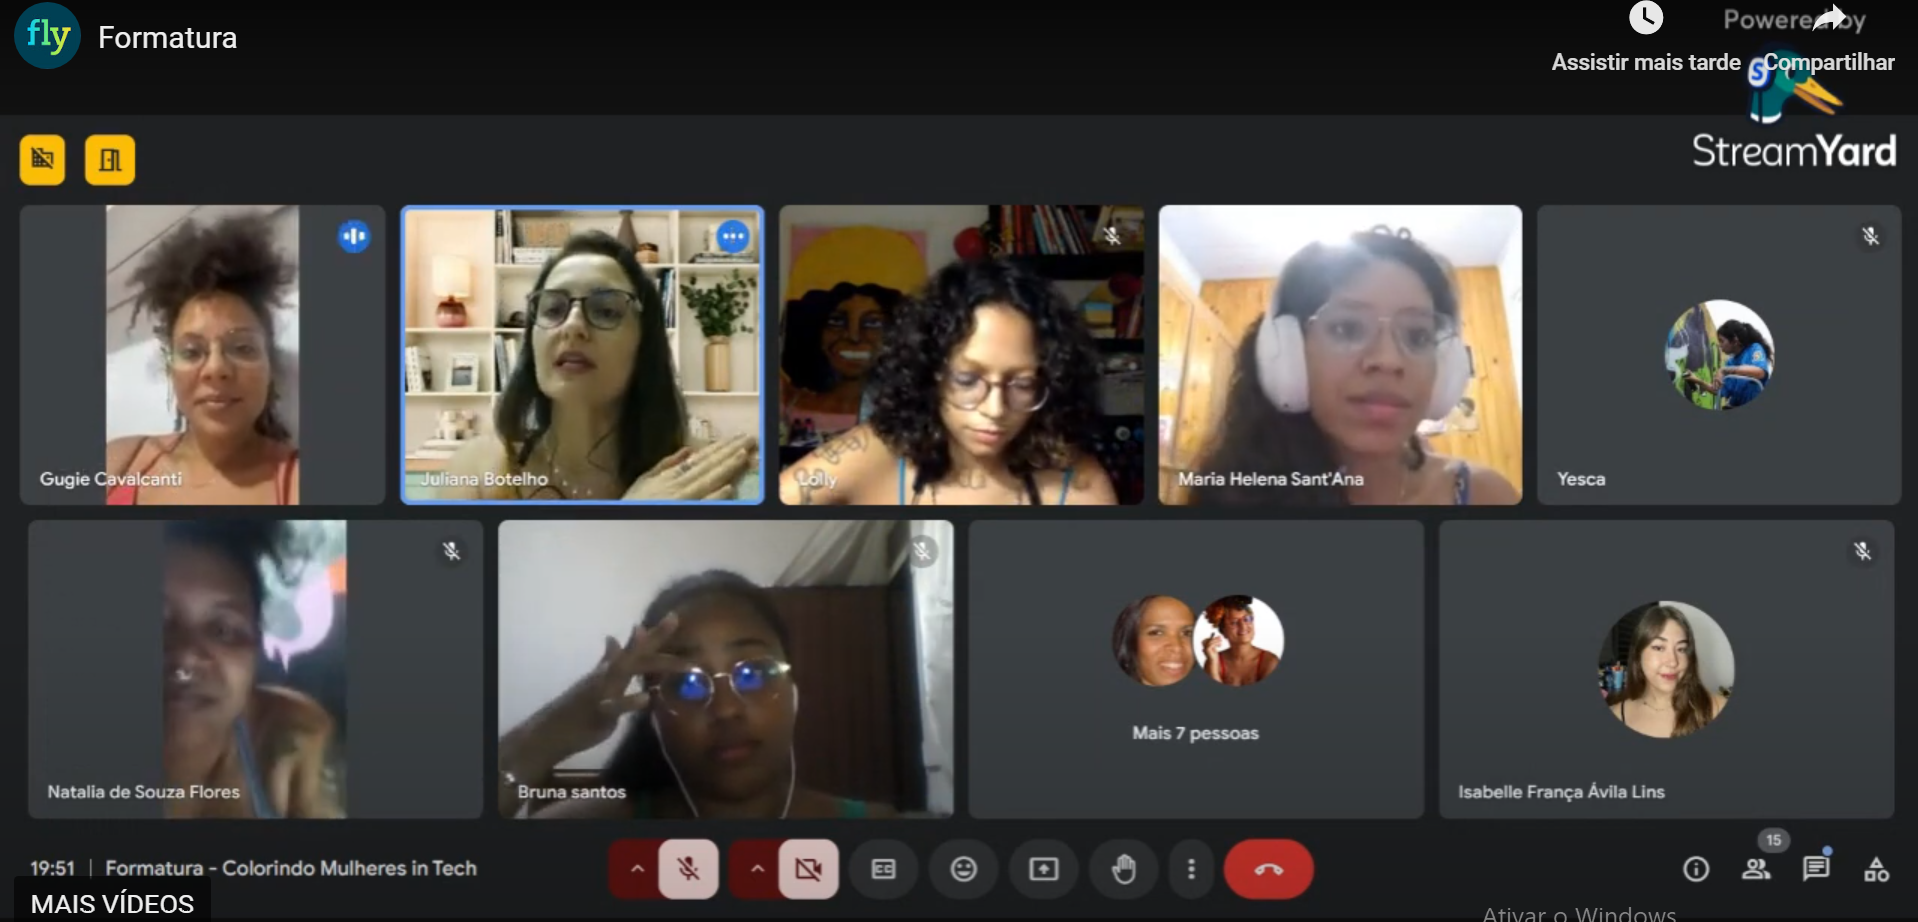 fly
Formatura
Assistir mais tarde
Compartilhar
Powered by
S
StreamYard
Gugie Cavalcanti
Juliana Botelho
Lolly
Maria Helena Sant'Ana
Yesca
Natalia de Souza Flores
Bruna santos
Mais 7 pessoas
Isabelle França Ávila Lins
19:51 | Formatura - Colorindo Mulheres in Tech
CC
15
MAIS VÍDEOS
Ativar o Windows